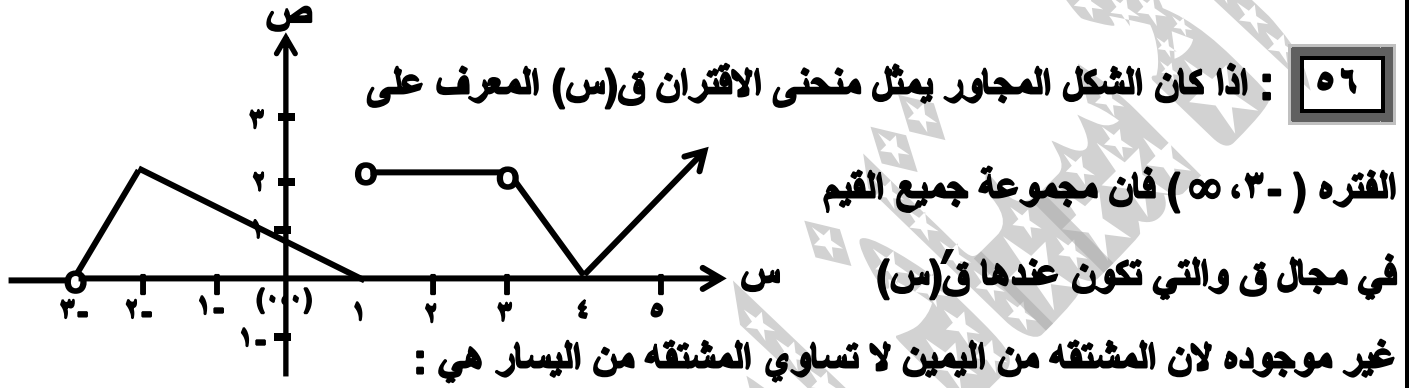 ٥٦ : اذا كان الشكل المجاور يمثل منحنى الاقتران ق(س) المعرف على
الفتره ( -٣، ∞ ) فان مجموعة جميع القيم
في مجال ق والتي تكون عندها قَ(س)
غير موجوده لان المشتقه من اليمين لا تساوي المشتقه من اليسار هي :
ص
٣
٢
١
س
-٣ -٢ -١ (٠،٠) ١ ٢ ٣ ٤ ٥
-١